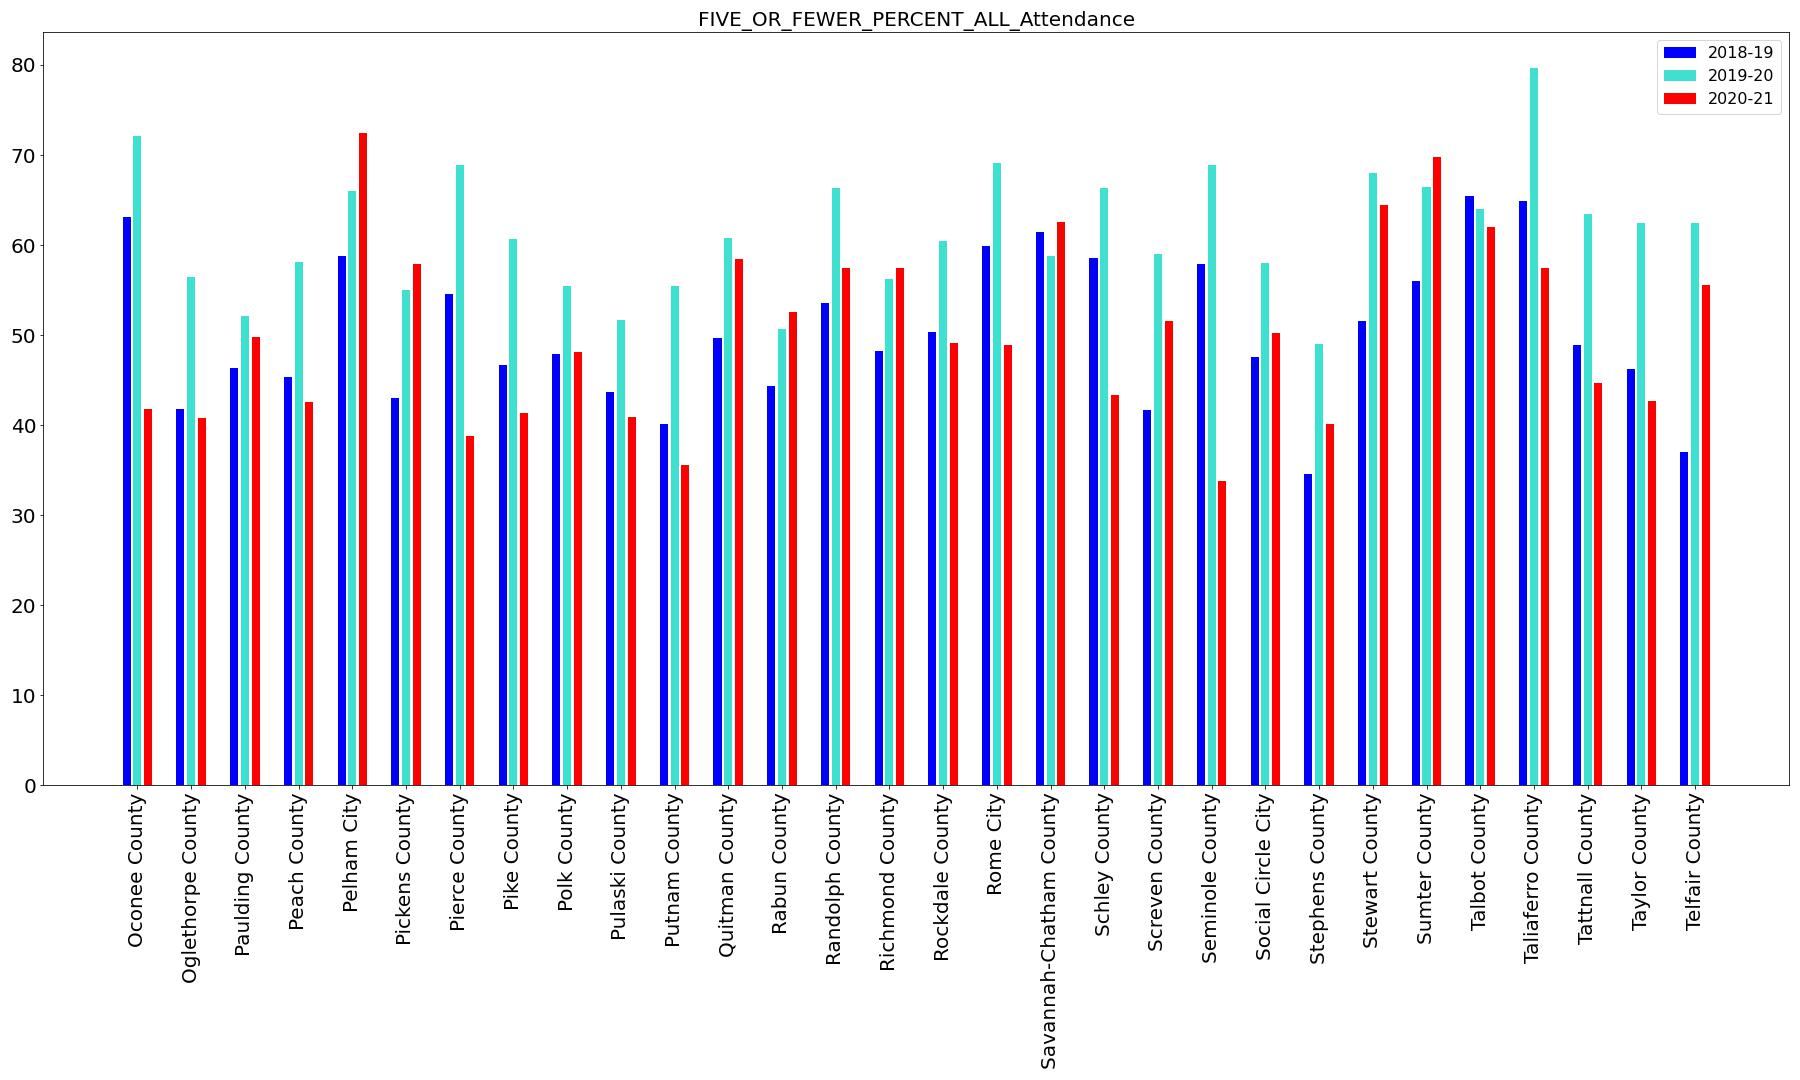 FIVE_OR_FEWER_PERCENT_ALL_Attendance
2018-19
2019-20
2020-21
80
70
60
50
40
30
20
10
0
Oconee County
Oglethorpe County
Paulding County
Peach County
Pelham City
Pickens County
Pierce County
Pike County
Polk County
Pulaski County
Putnam County
Quitman County
Rabun County
Randolph County
Richmond County
Rockdale County
Rome City
Savannah-Chatham County
Schley County
Screven County
Seminole County
Social Circle City
Stephens County
Stewart County
Sumter County
Talbot County
Taliaferro County
Tattnall County
Taylor County
Telfair County